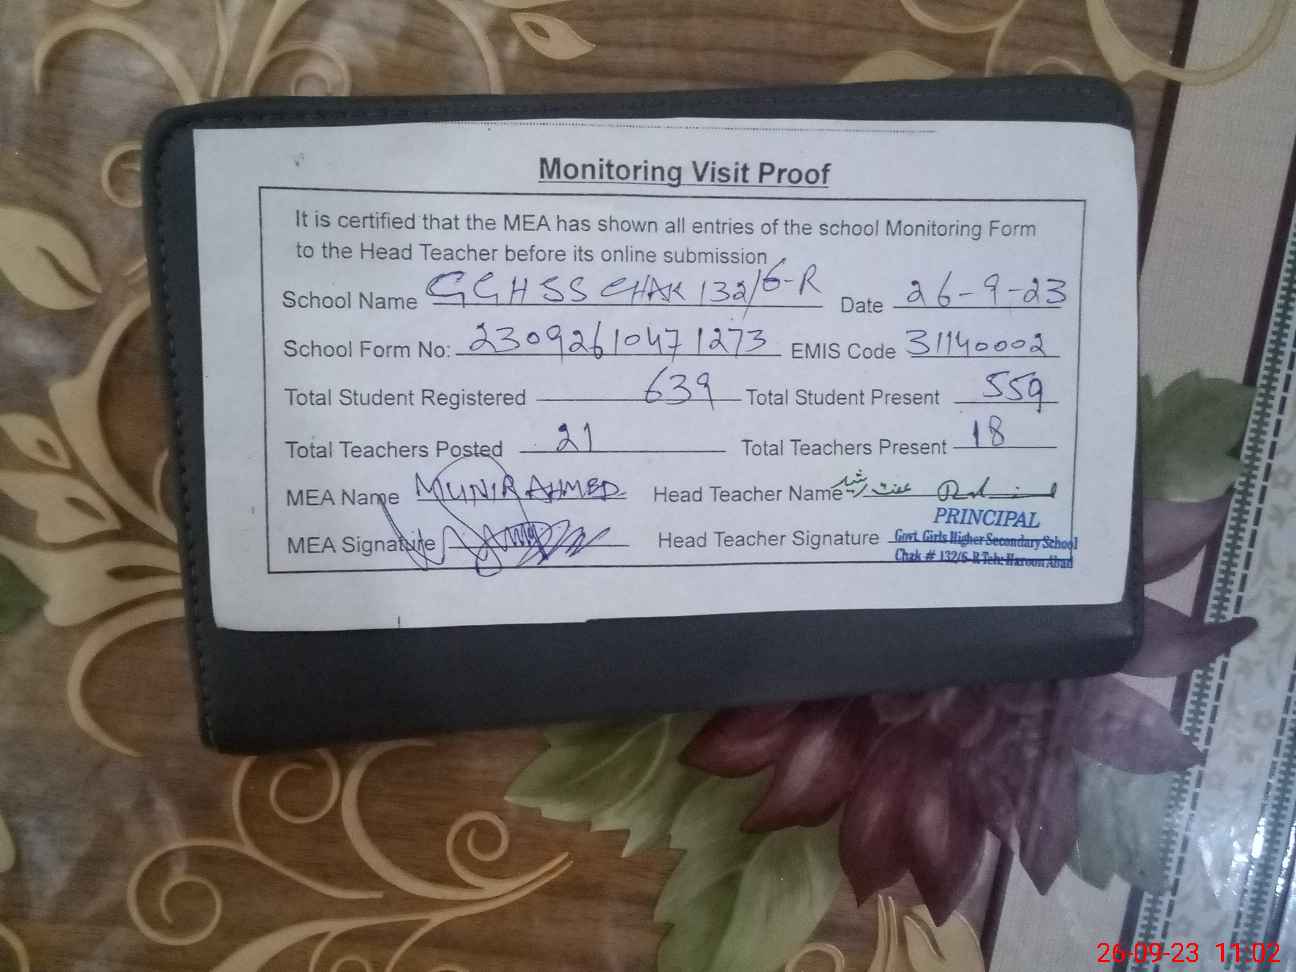 Monitoring Visit Proof
It is certified that the MEA has shown all entries of the school Monitoring Form
to the Head Teacher before its online submission
School Name GGHSS CHAK 132/6-R Date 26-9-23
School Form No: 23092610471273 EMIS Code 31140002
Total Student Registered 639 Total Student Present 559
Total Teachers Posted 21 Total Teachers Present 18
MEA Name MUNIR AHMED Head Teacher Name
MEA Signature Head Teacher Signature
PRINCIPAL
Govt. Girls Higher Secondary School
Chak # 132/6-R Teh: Haroon Abad
26-09-23 11:02